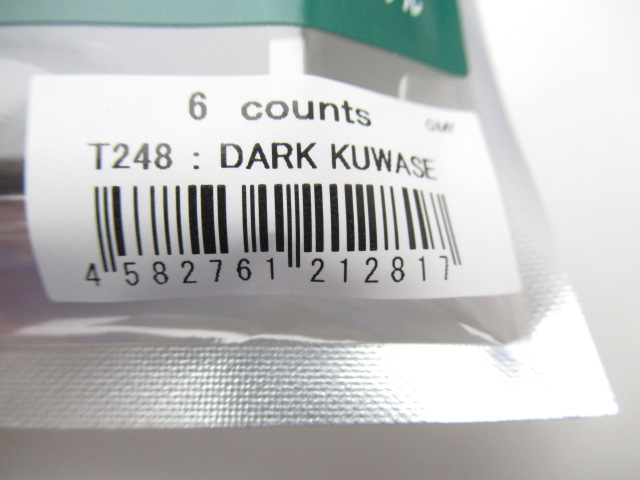 6 counts
T248 : DARK KUWASE
4 582761 212817